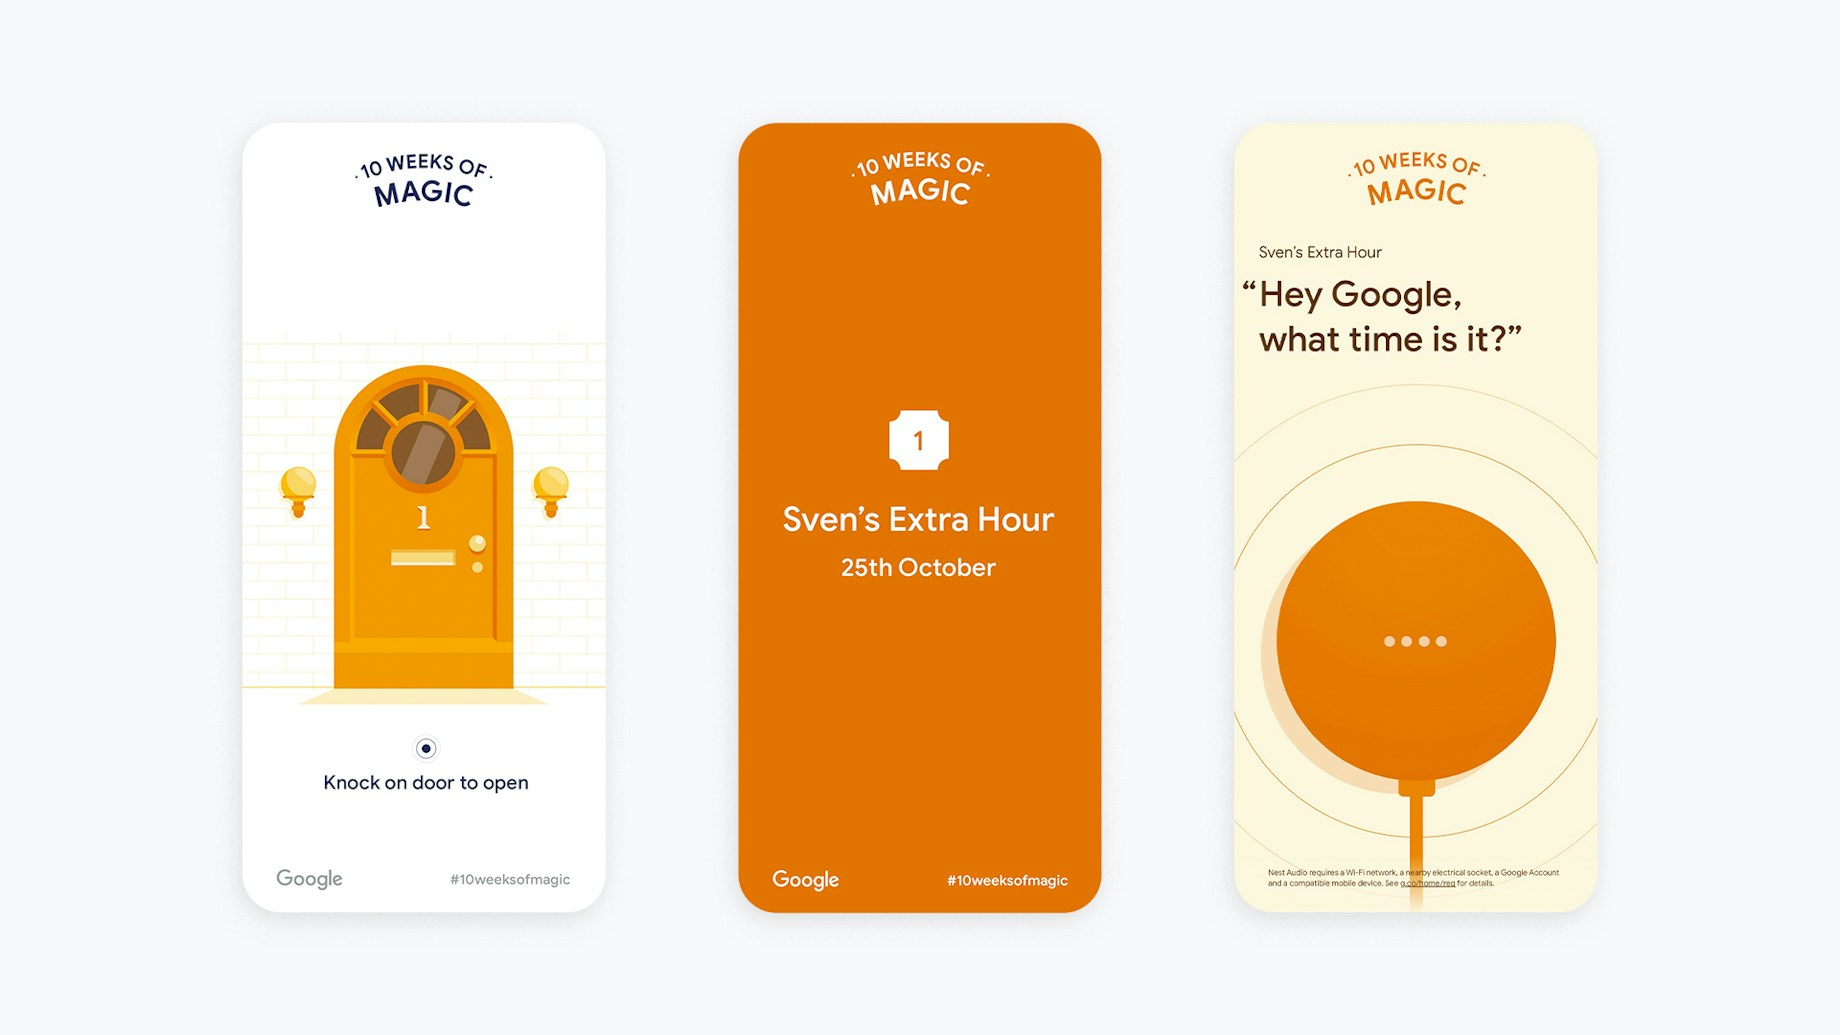 10 WEEKS OF
MAGIC
1
Knock on door to open
Google
#10weeksofmagic
10 WEEKS OF
MAGIC
1
Sven’s Extra Hour
25th October
Google
#10weeksofmagic
10 WEEKS OF
MAGIC
Sven’s Extra Hour
“Hey Google,
what time is it?”
Nest Audio requires a Wi-Fi network, a nearby electrical socket, a Google Account
and a compatible mobile device. See g.co/home/req for details.